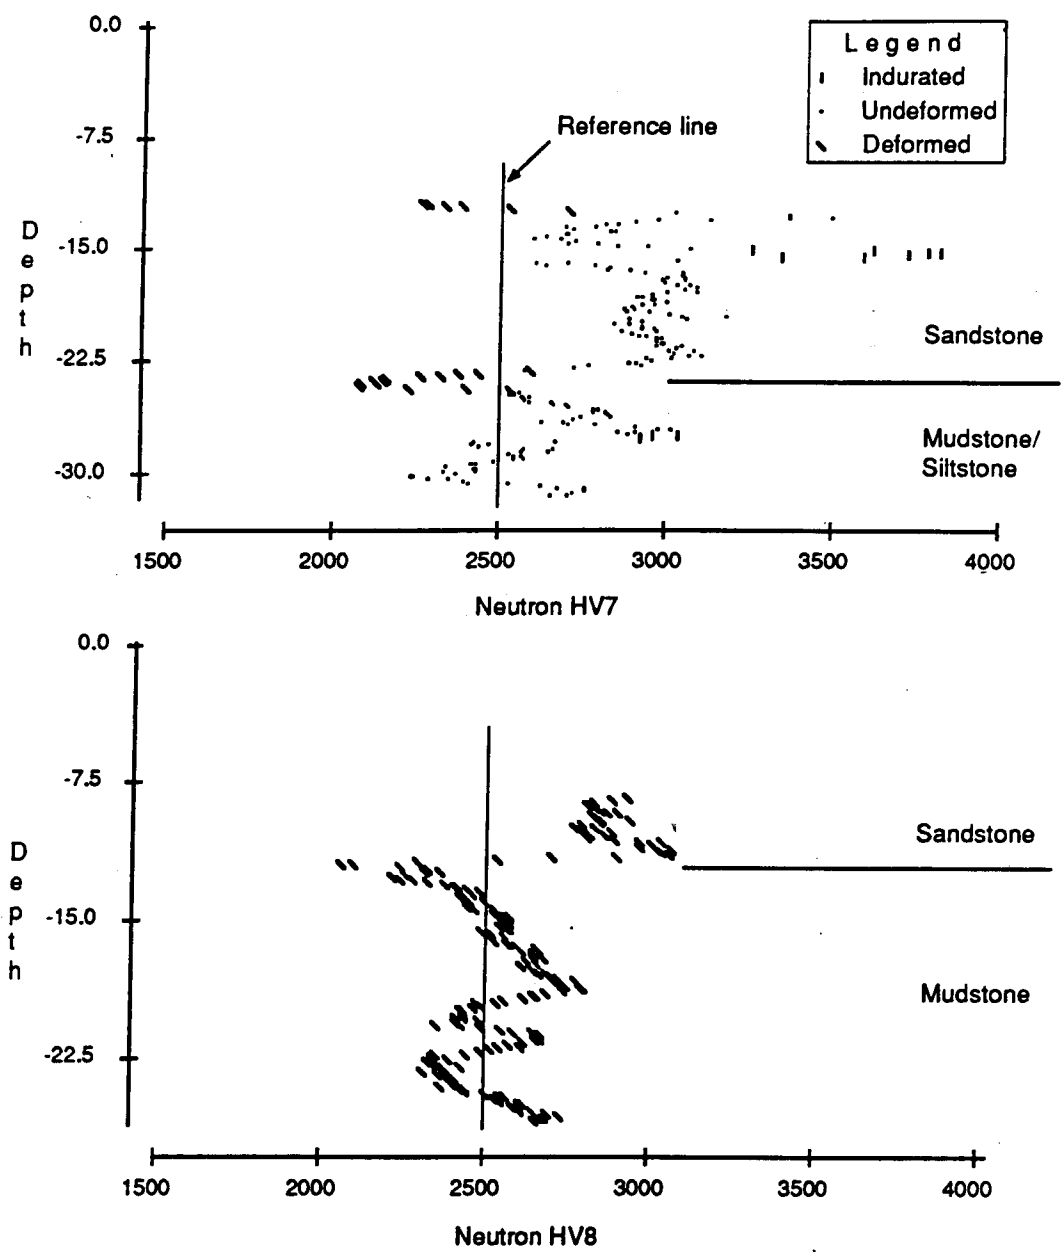 0.0
Legend
Indurated
Undeformed
Deformed
Reference line
-7.5
Depth
-15.0
Sandstone
-22.5
Mudstone/
Siltstone
-30.0
1500 2000 2500 3000 3500 4000
Neutron HV7
0.0
-7.5
Sandstone
Depth
-15.0
Mudstone
-22.5
1500 2000 2500 3000 3500 4000
Neutron HV8